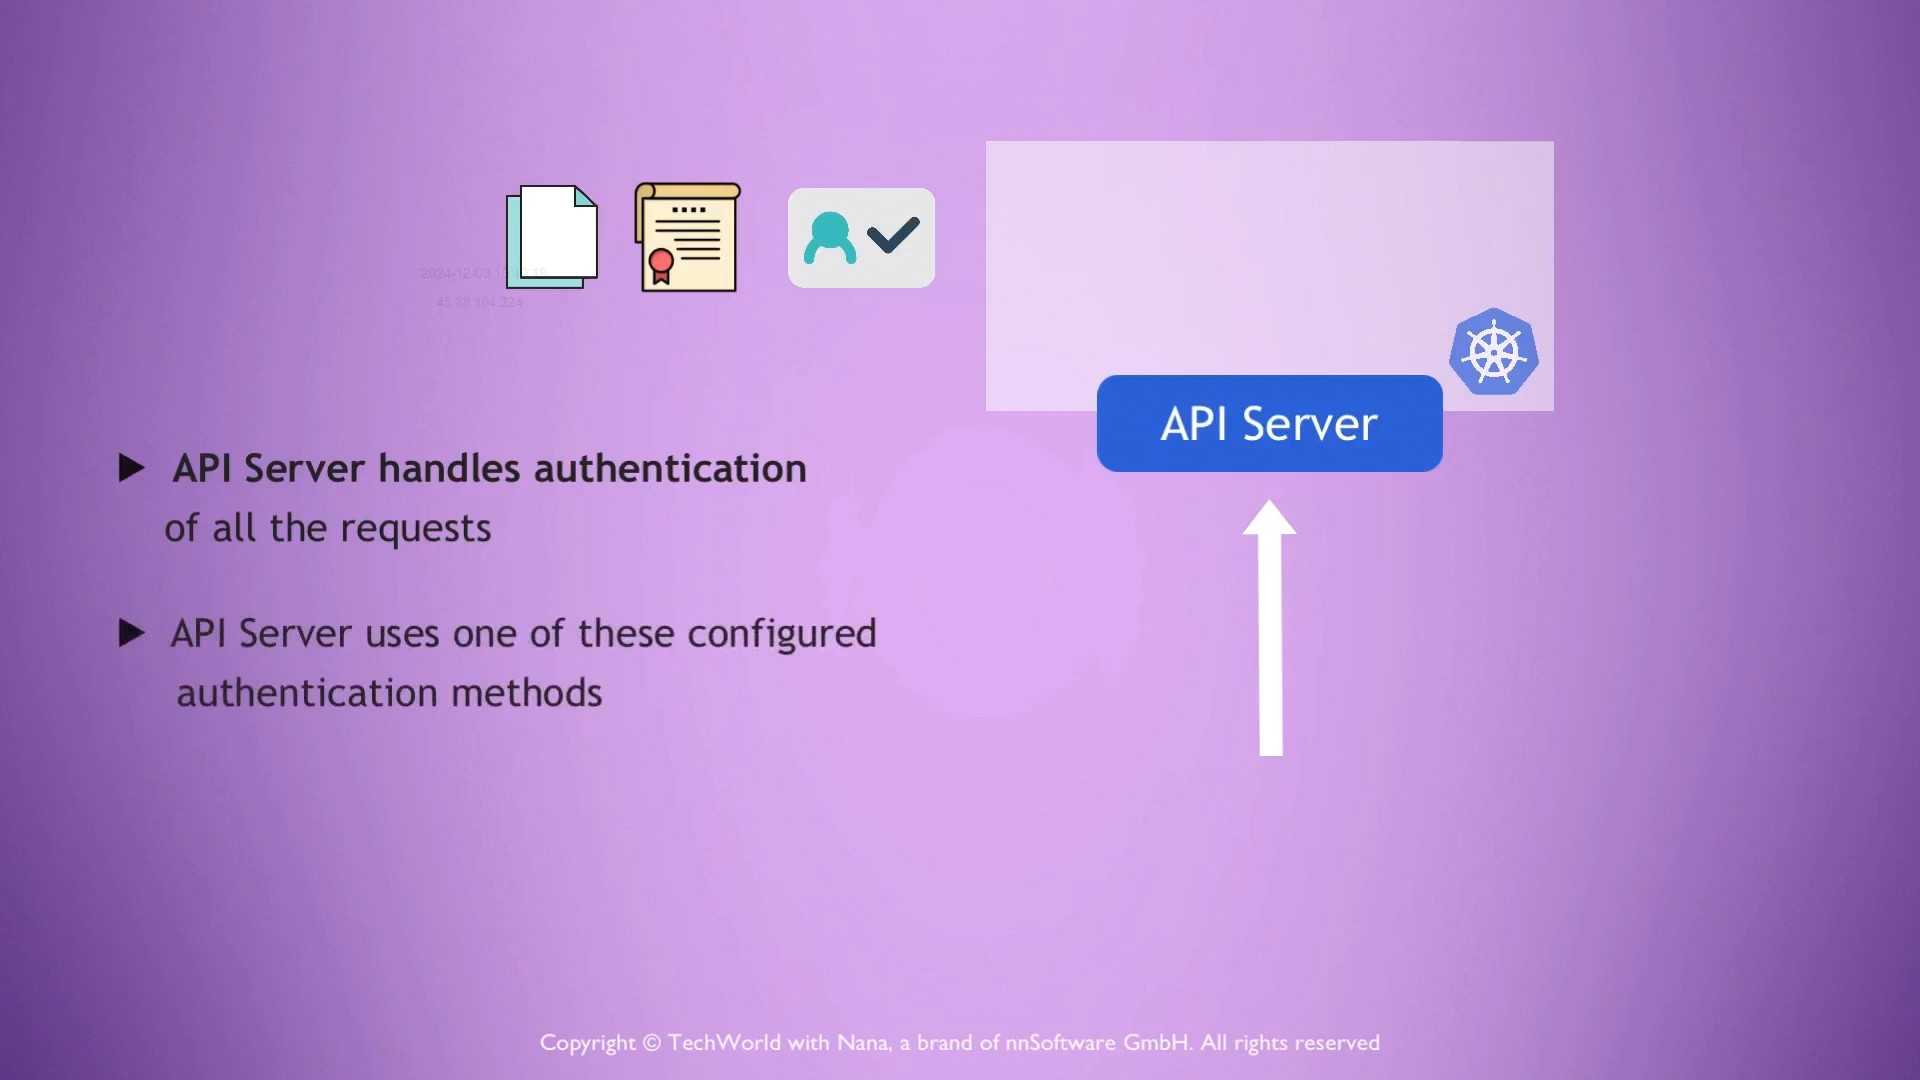 2024-12-03
45.38.104.224
API Server
▶ API Server handles authentication
of all the requests
▶ API Server uses one of these configured
authentication methods
Copyright © TechWorld with Nana, a brand of nnSoftware GmbH. All rights reserved